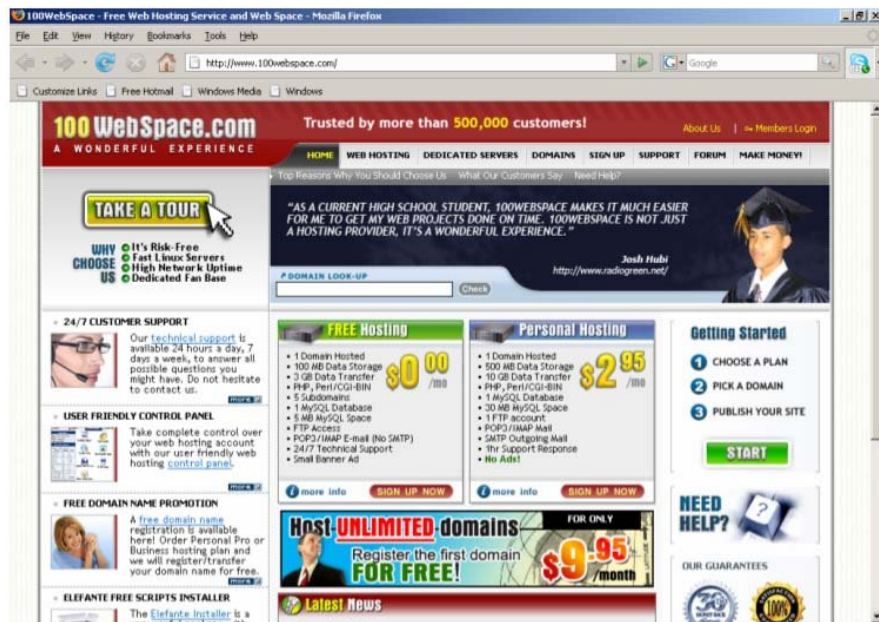 100WebSpace - Free Web Hosting Service and Web Space - Mozilla Firefox
File Edit View History Bookmarks Tools Help
http://www.100webspace.com/
Google
Customize Links Free Hotmail Windows Media Windows
100 WebSpace.com
A WONDERFUL EXPERIENCE
Trusted by more than 500,000 customers!
About Us | Members Login
HOME WEB HOSTING DEDICATED SERVERS DOMAINS SIGN UP SUPPORT FORUM MAKE MONEY!
Top Reasons Why You Should Choose Us What Our Customers Say Need Help?
TAKE A TOUR
WHY CHOOSE US
It's Risk-Free
Fast Linux Servers
High Network Uptime
Dedicated Fan Base
"AS A CURRENT HIGH SCHOOL STUDENT, 100WEBSPACE MAKES IT MUCH EASIER
FOR ME TO GET MY WEB PROJECTS DONE ON TIME. 100WEBSPACE IS NOT JUST
A HOSTING PROVIDER, IT'S A WONDERFUL EXPERIENCE."
Josh Hubi
http://www.radiogreen.net/
DOMAIN LOOK-UP
Check
24/7 CUSTOMER SUPPORT
Our technical support is
available 24 hours a day, 7
days a week, to answer all
possible questions you
might have. Do not hesitate
to contact us.
more
USER FRIENDLY CONTROL PANEL
Take complete control over
your web hosting account
with our user friendly web
hosting control panel.
more
FREE DOMAIN NAME PROMOTION
A free domain name
registration is available
here! Order Personal Pro or
Business hosting plan and
we will register/transfer
your domain name for free.
more
ELEFANTE FREE SCRIPTS INSTALLER
The Elefante Installer is a
FREE Hosting
• 1 Domain Hosted
• 100 MB Data Storage
• 3 GB Data Transfer
• PHP, Perl/CGI-BIN
• 5 Subdomains
• 1 MySQL Database
• 5 MB MySQL Space
• FTP Access
• POP3/IMAP E-mail (No SMTP)
• 24/7 Technical Support
• Small Banner Ad
$0 00 /mo
more info SIGN UP NOW
Personal Hosting
• 1 Domain Hosted
• 500 MB Data Storage
• 10 GB Data Transfer
• PHP, Perl/CGI-BIN
• 1 MySQL Database
• 30 MB MySQL Space
• 1 FTP account
• POP3/IMAP Mail
• SMTP Outgoing Mail
• 1hr Support Response
• No Ads!
$2 95 /mo
more info SIGN UP NOW
Host-UNLIMITED-domains
Register the first domain
FOR FREE!
FOR ONLY
$9.95
/month
Latest News
Getting Started
1 CHOOSE A PLAN
2 PICK A DOMAIN
3 PUBLISH YOUR SITE
START
NEED
HELP?
?
OUR GUARANTEES
30
100%